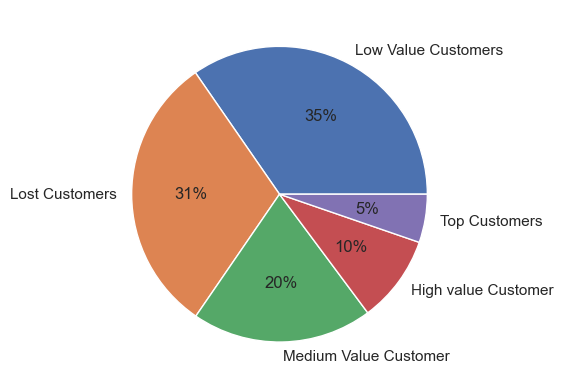 Low Value Customers
35%
Lost Customers
31%
5%
Top Customers
10%
20%
High value Customer
Medium Value Customer